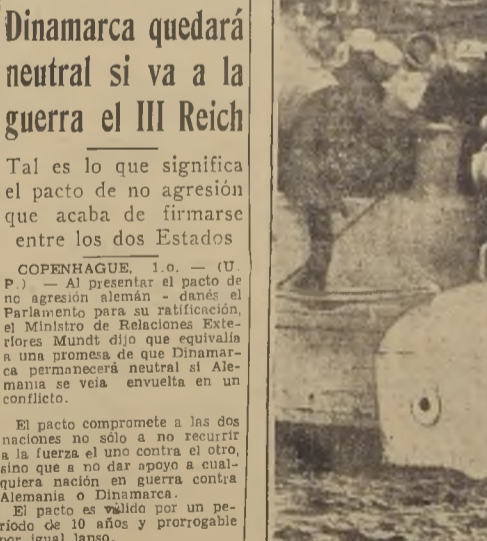 Dinamarca quedará
neutral si va a la
guerra el III Reich
Tal es lo que significa
el pacto de no agresión
que acaba de firmarse
entre los dos Estados
COPENHAGUE, 1.o. — (U.
P.) — Al presentar el pacto de
no agresión alemán - danés el
Parlamento para su ratificación,
el Ministro de Relaciones Exte-
riores Mundt dijo que equivalía
a una promesa de que Dinamar-
ca permanecerá neutral si Ale-
mania se veia envuelta en un
conflicto.
El pacto compromete a las dos
naciones no sólo a no recurrir
a la fuerza el uno contra el otro,
sino que a no dar apoyo a cual-
quiera nación en guerra contra
Alemania o Dinamarca.
El pacto es válido por un pe-
ríodo de 10 años y prorrogable
por igual lapso.